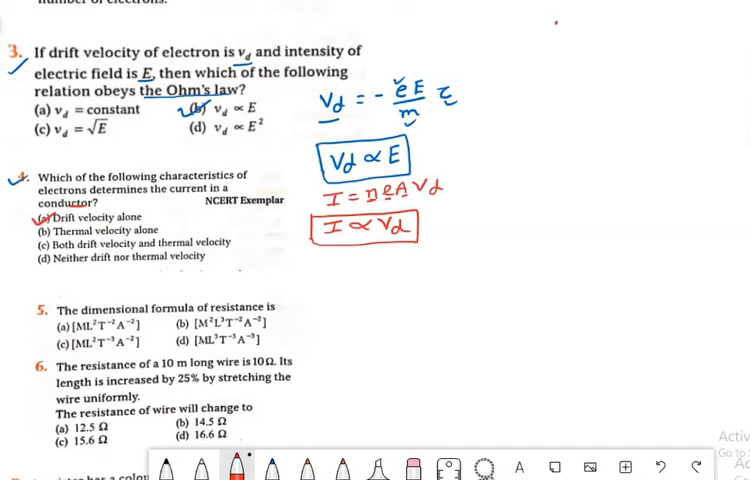 number of electrons.
3. If drift velocity of electron is v_d and intensity of
electric field is E, then which of the following
relation obeys the Ohm's law?
(a) v_d = constant (b) v_d ∝ E
(c) v_d = √E (d) v_d ∝ E²
V_d = - eE/m τ
V_d ∝ E
I = neAV_d
I ∝ V_d
4. Which of the following characteristics of
electrons determines the current in a
conductor? NCERT Exemplar
(a) Drift velocity alone
(b) Thermal velocity alone
(c) Both drift velocity and thermal velocity
(d) Neither drift nor thermal velocity
5. The dimensional formula of resistance is
(a) [ML²T⁻²A⁻²] (b) [M²L³T⁻²A⁻²]
(c) [ML²T⁻³A⁻²] (d) [ML³T⁻³A⁻³]
6. The resistance of a 10 m long wire is 10 Ω. Its
length is increased by 25% by stretching the
wire uniformly.
The resistance of wire will change to
(a) 12.5 Ω (b) 14.5 Ω
(c) 15.6 Ω (d) 16.6 Ω
Activ
Go to
A